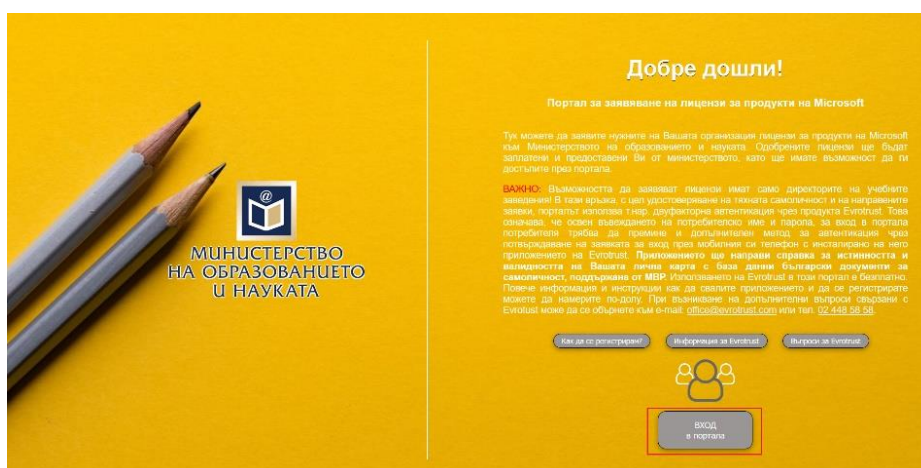 @
МИНИСТЕРСТВО
НА ОБРАЗОВАНИЕТО
И НАУКАТА
Добре дошли!
Портал за заявяване на лицензи за продукти на Microsoft
Тук можете да заявите нужните на Вашата организация лицензи за продукти на Microsoft
към Министерството на образованието и науката. Одобрените лицензи ще бъдат
заплатени и предоставени Ви от министерството, като ще имате възможност да ги
достъпите през портала.
ВАЖНО: Възможността да заявяват лицензи имат само директорите на учебните
заведения! В тази връзка, с цел удостоверяване на тяхната самоличност и на направените
заявки, порталът използва т.нар. двуфакторна автентикация чрез продукта Evrotrust. Това
означава, че освен въвеждането на потребителско име и парола, за вход в портала
потребителя трябва да премине и допълнителен метод за автентикация чрез
потвърждаване на заявката за вход през мобилния си телефон с инсталирано на него
приложението на Evrotrust. Приложението ще направи справка за истинността и
валидността на Вашата лична карта с база данни български документи за
самоличност, поддържана от МВР. Използването на Evrotrust в този портал е безплатно.
Повече информация и инструкции как да свалите приложението и да се регистрирате
можете да намерите по-долу. При възникване на допълнителни въпроси свързани с
Evrotust може да се обърнете към e-mail: office@evrotrust.com или тел. 02 448 58 58.
Как да се регистрирам? Информация за Evrotrust Въпроси за Evrotrust
ВХОД
в портала